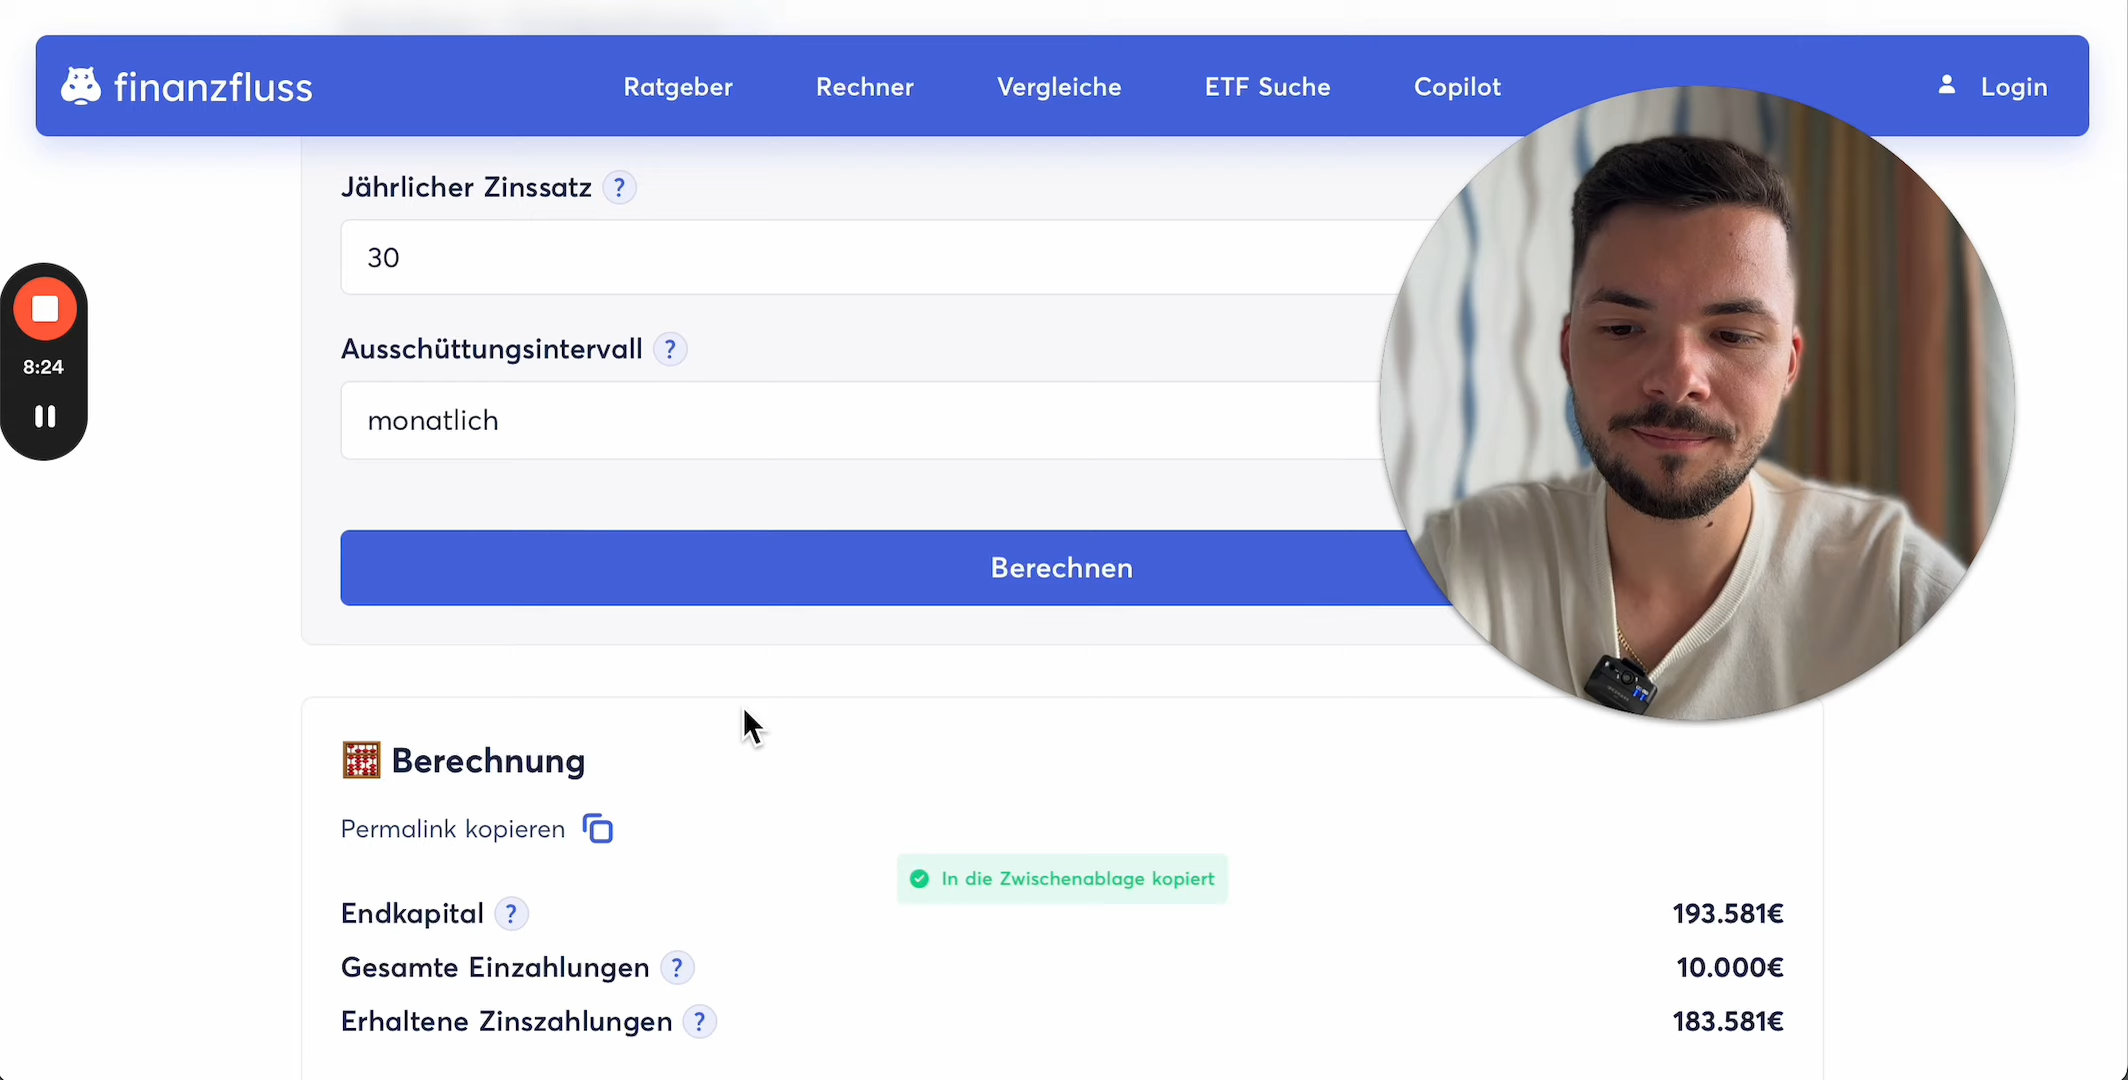 finanzfluss
Ratgeber
Rechner
Vergleiche
ETF Suche
Copilot
Login
Jährlicher Zinssatz ?
30
8:24
Ausschüttungsintervall ?
monatlich
Berechnen
Berechnung
Permalink kopieren
In die Zwischenablage kopiert
Endkapital ? 193.581€
Gesamte Einzahlungen ? 10.000€
Erhaltene Zinszahlungen ? 183.581€